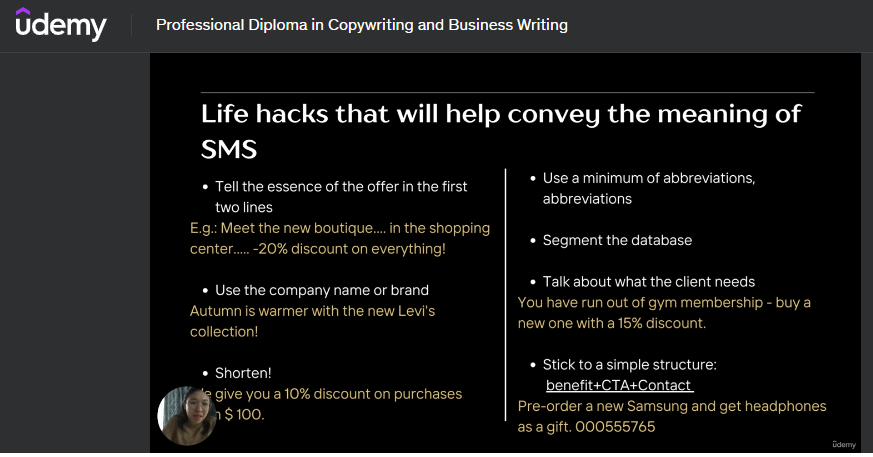 ûdemy
Professional Diploma in Copywriting and Business Writing
Life hacks that will help convey the meaning of
SMS
• Tell the essence of the offer in the first
two lines
E.g.: Meet the new boutique.... in the shopping
center..... -20% discount on everything!
• Use the company name or brand
Autumn is warmer with the new Levi's
collection!
• Shorten!
give you a 10% discount on purchases
$ 100.
• Use a minimum of abbreviations,
abbreviations
• Segment the database
• Talk about what the client needs
You have run out of gym membership - buy a
new one with a 15% discount.
• Stick to a simple structure:
benefit+CTA+Contact
Pre-order a new Samsung and get headphones
as a gift. 000555765
ûdemy